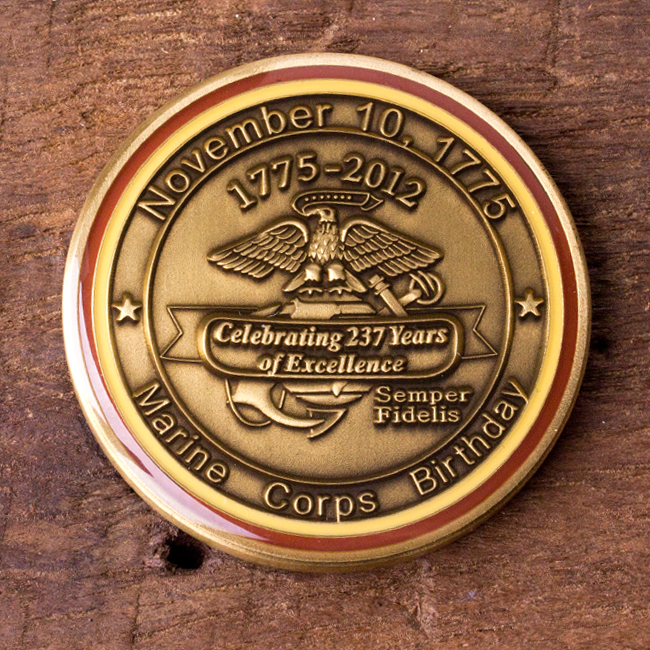 November 10, 1775
1775-2012
Celebrating 237 Years
of Excellence
Semper
Fidelis
Marine Corps Birthday